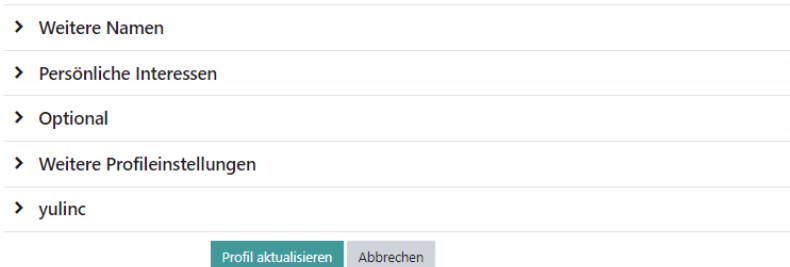 Weitere Namen
Persönliche Interessen
Optional
Weitere Profileinstellungen
yulinc
Profil aktualisieren Abbrechen